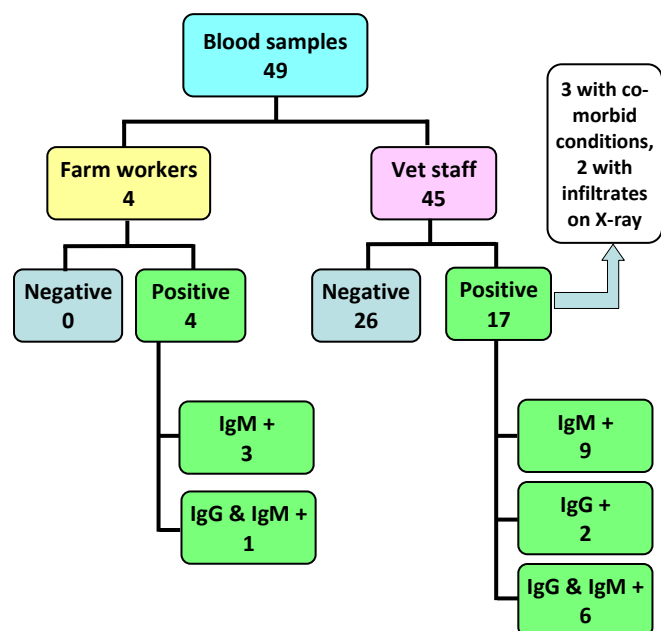 Blood samples
49
3 with co-
morbid
conditions,
2 with
infiltrates
on X-ray
Farm workers
4
Vet staff
45
Negative
0
Positive
4
Negative
26
Positive
17
IgM +
3
IgG & IgM +
1
IgM +
9
IgG +
2
IgG & IgM +
6